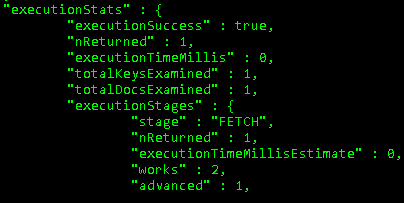 "executionStats" : {
"executionSuccess" : true,
"nReturned" : 1,
"executionTimeMillis" : 0,
"totalKeysExamined" : 1,
"totalDocsExamined" : 1,
"executionStages" : {
"stage" : "FETCH",
"nReturned" : 1,
"executionTimeMillisEstimate" : 0,
"works" : 2,
"advanced" : 1,